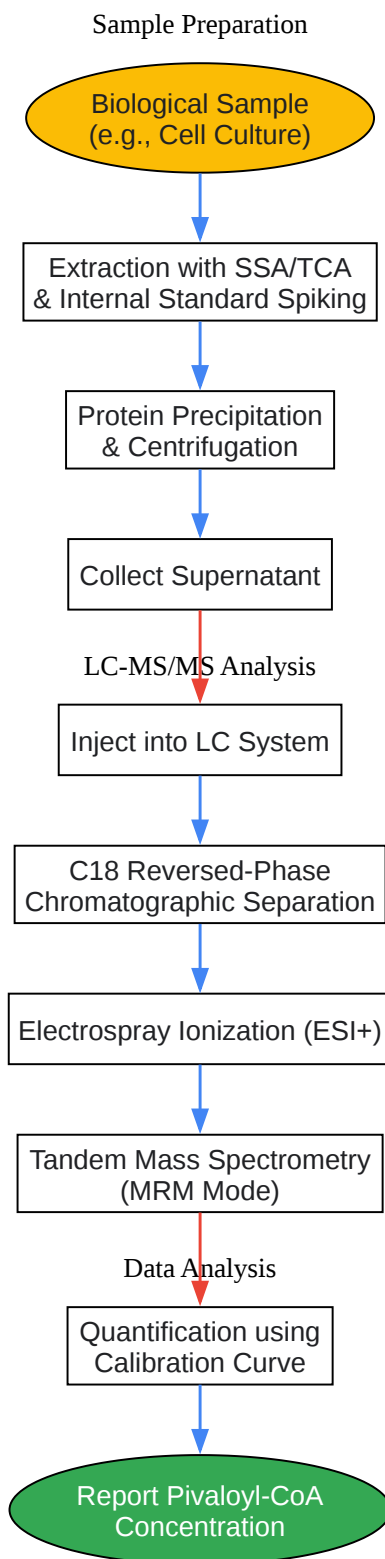 Sample Preparation
Biological Sample
(e.g., Cell Culture)
Extraction with SSA/TCA
& Internal Standard Spiking
Protein Precipitation
& Centrifugation
Collect Supernatant
LC-MS/MS Analysis
Inject into LC System
C18 Reversed-Phase
Chromatographic Separation
Electrospray Ionization (ESI+)
Tandem Mass Spectrometry
(MRM Mode)
Data Analysis
Quantification using
Calibration Curve
Report Pivaloyl-CoA
Concentration